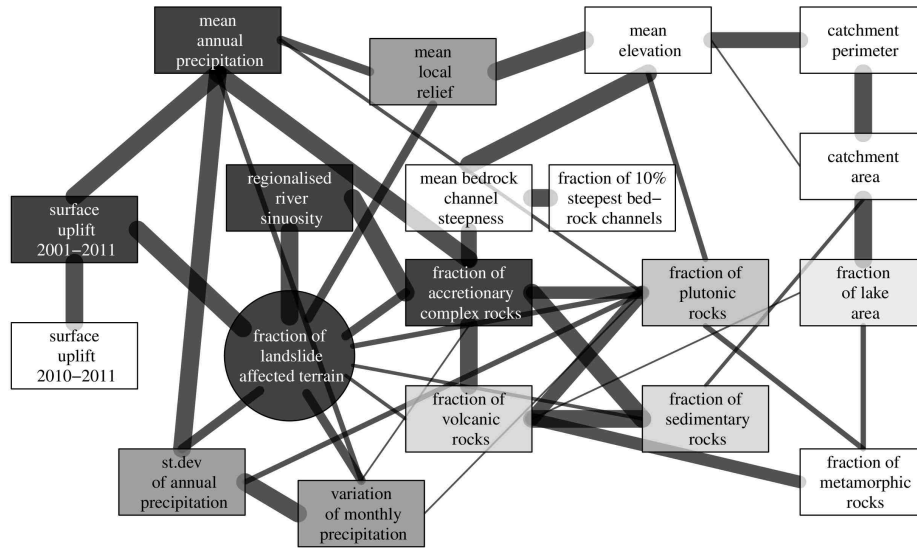 mean
annual
precipitation
mean
local
relief
mean
elevation
catchment
perimeter
catchment
area
regionalised
river
sinuosity
mean bedrock
channel
steepness
fraction of 10%
steepest bed–
rock channels
surface
uplift
2001–2011
fraction of
accretionary
complex rocks
fraction of
plutonic
rocks
fraction
of lake
area
surface
uplift
2010–2011
fraction of
landslide
affected terrain
fraction of
volcanic
rocks
fraction of
sedimentary
rocks
st.dev
of annual
precipitation
variation
of monthly
precipitation
fraction of
metamorphic
rocks